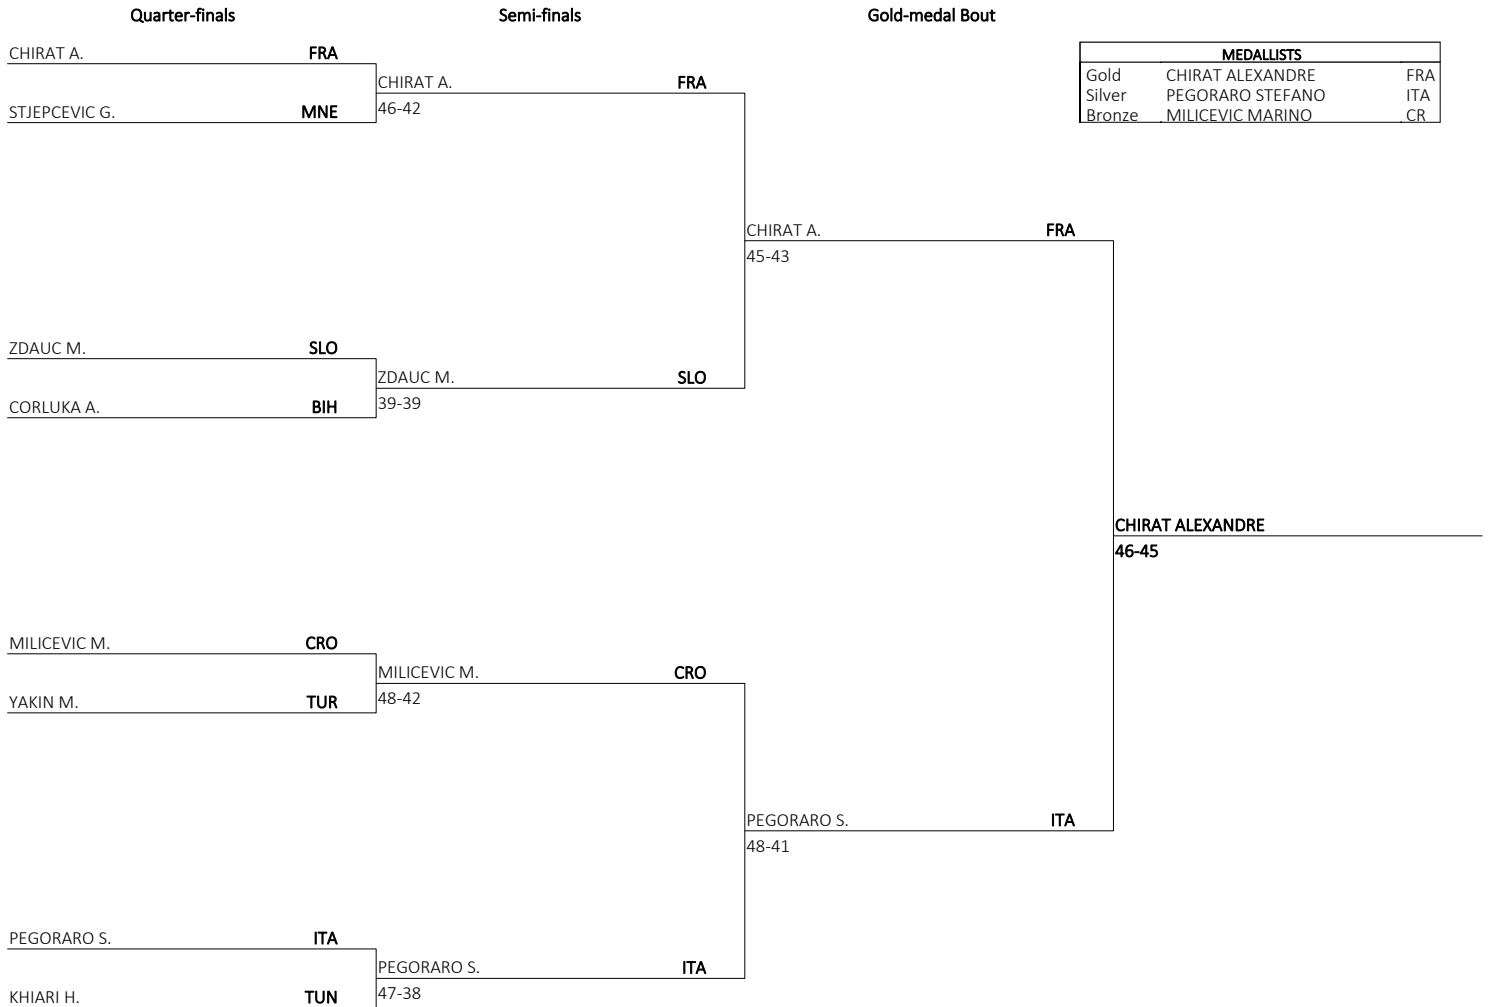 Quarter-finals Semi-finals Gold-medal Bout
MEDALLISTS
Gold CHIRAT ALEXANDRE FRA
Silver PEGORARO STEFANO ITA
Bronze MILICEVIC MARINO CR
CHIRAT A. FRA
CHIRAT A. FRA
46-42
STJEPCEVIC G. MNE
CHIRAT A. FRA
45-43
ZDAUC M. SLO
ZDAUC M. SLO
39-39
CORLUKA A. BIH
CHIRAT ALEXANDRE
46-45
MILICEVIC M. CRO
MILICEVIC M. CRO
48-42
YAKIN M. TUR
PEGORARO S. ITA
48-41
PEGORARO S. ITA
PEGORARO S. ITA
47-38
KHIARI H. TUN